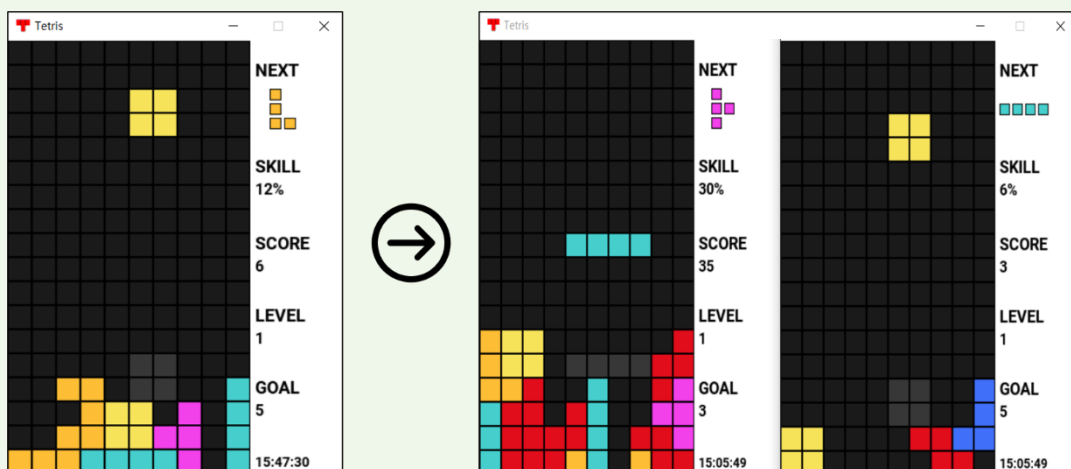 Tetris
NEXT
SKILL
12%
SCORE
6
LEVEL
1
GOAL
5
15:47:30
Tetris
NEXT
SKILL
30%
SCORE
35
LEVEL
1
GOAL
3
15:05:49
NEXT
SKILL
6%
SCORE
3
LEVEL
1
GOAL
5
15:05:49